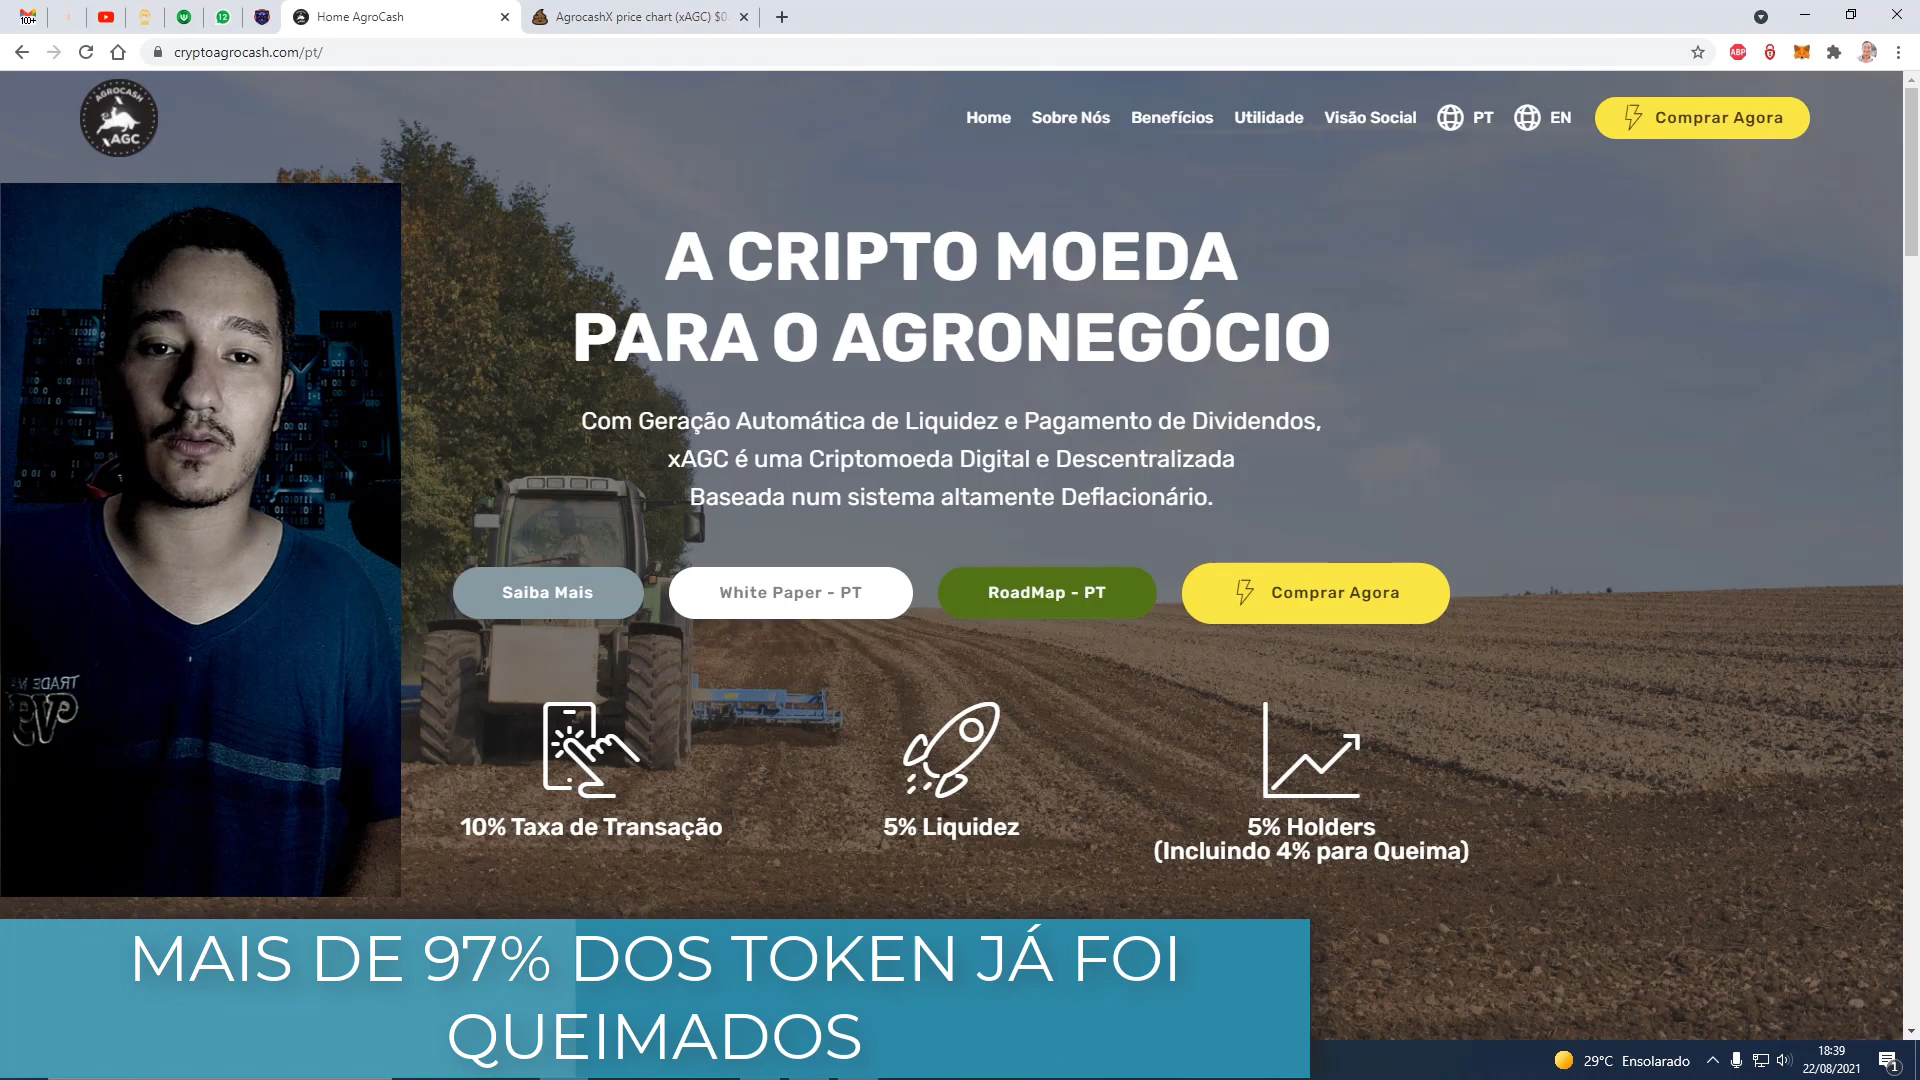 100+
12
Home AgroCash
AgrocashX price chart (xAGC) $0.
cryptoagrocash.com/pt/
ABP
AGROCASH
AGC
Home
Sobre Nós
Benefícios
Utilidade
Visão Social
PT
EN
Comprar Agora
A CRIPTO MOEDA
PARA O AGRONEGÓCIO
Com Geração Automática de Liquidez e Pagamento de Dividendos,
xAGC é uma Criptomoeda Digital e Descentralizada
Baseada num sistema altamente Deflacionário.
Saiba Mais
White Paper - PT
RoadMap - PT
Comprar Agora
10% Taxa de Transação
5% Liquidez
5% Holders
(Incluindo 4% para Queima)
MAIS DE 97% DOS TOKEN JÁ FOI
QUEIMADOS
29°C Ensolarado
18:39
22/08/2021
1